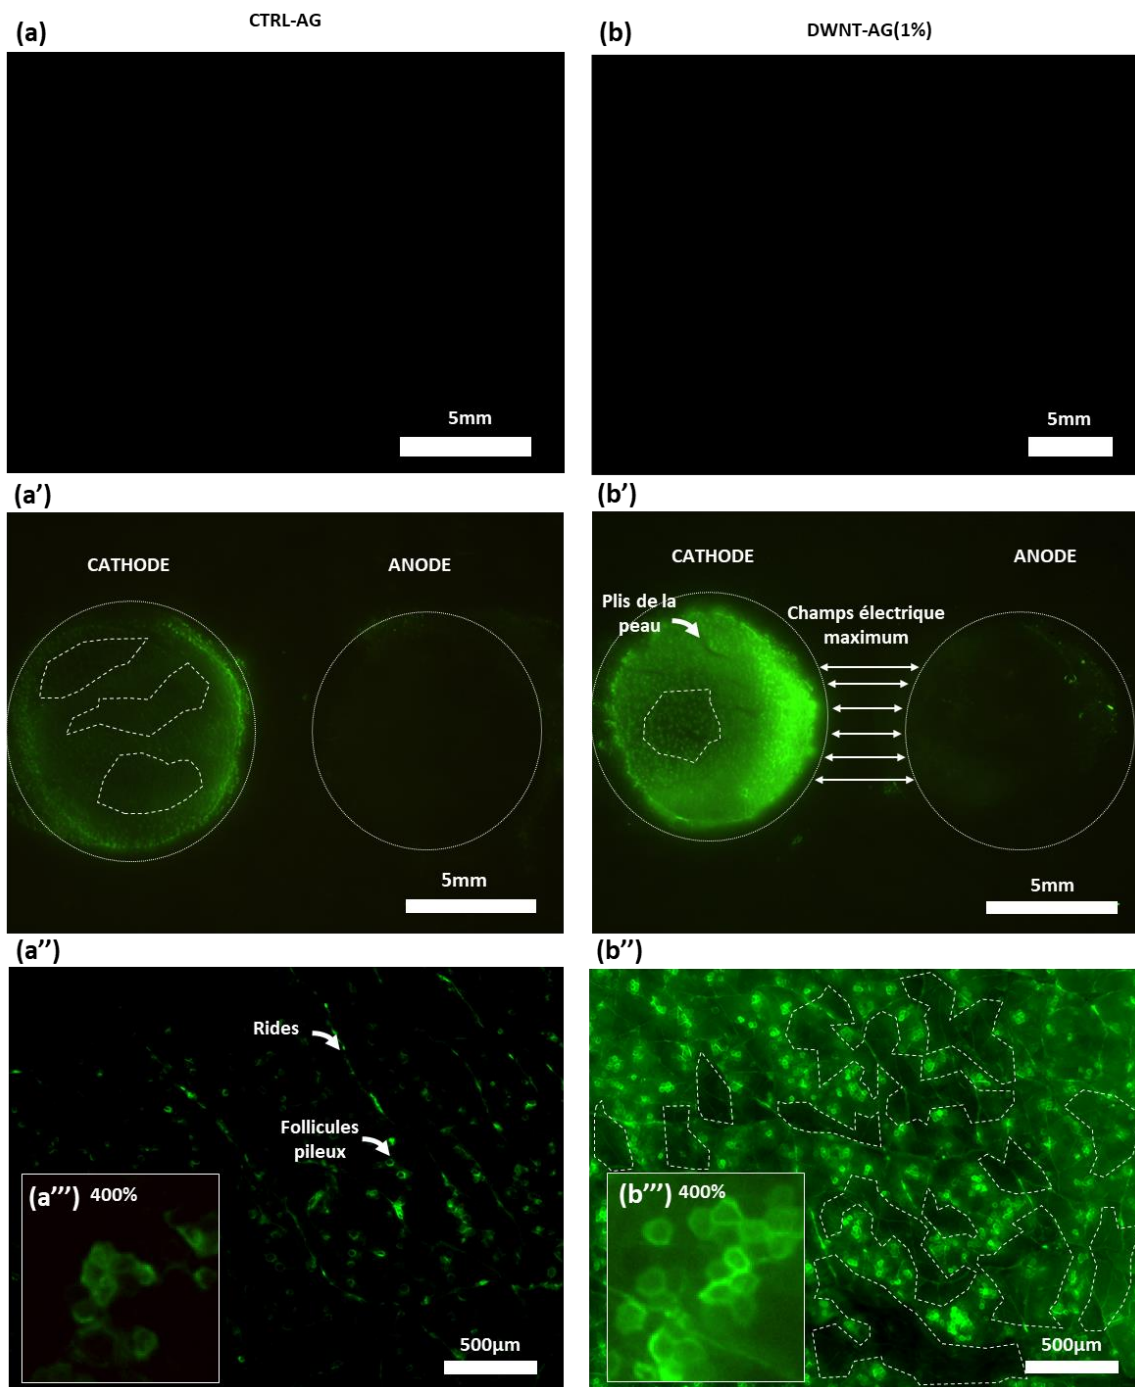 (a)
CTRL-AG
(b)
DWNT-AG(1%)
5mm
5mm
(a')
(b')
CATHODE
ANODE
5mm
CATHODE
ANODE
Plis de la
peau
Champs électrique
maximum
5mm
(a'')
(b'')
Rides
Follicules
pileux
(a''') 400%
500µm
(b''') 400%
500µm